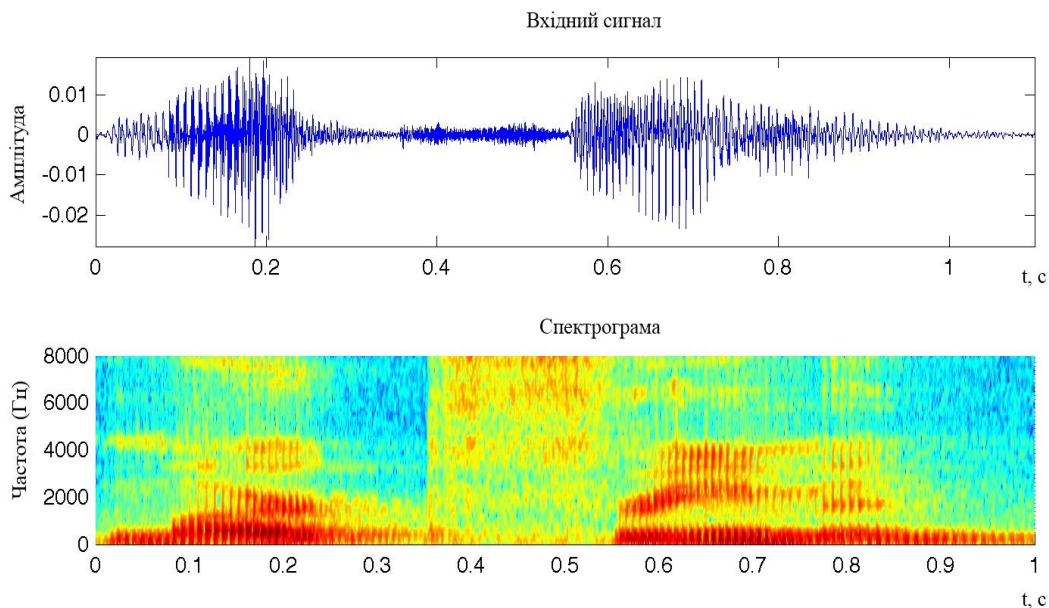 Вхідний сигнал
Амплітуда
0.01
0
-0.01
-0.02
0 0.2 0.4 0.6 0.8 1
t, с
Спектрограма
Частота (Гц)
8000
6000
4000
2000
0
0 0.1 0.2 0.3 0.4 0.5 0.6 0.7 0.8 0.9 1
t, с